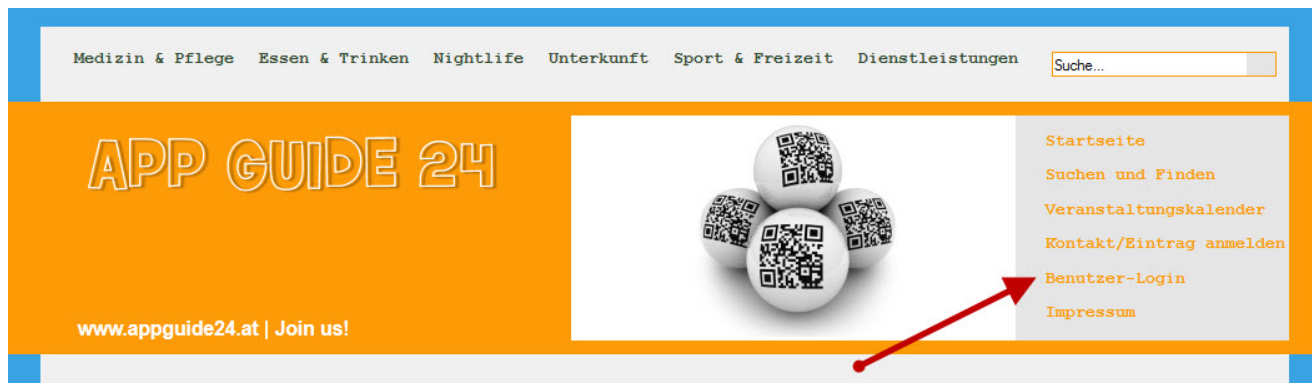 Medizin & Pflege Essen & Trinken Nightlife Unterkunft Sport & Freizeit Dienstleistungen
Suche...
APP GUIDE 24
www.appguide24.at | Join us!
Startseite
Suchen und Finden
Veranstaltungskalender
Kontakt/Eintrag anmelden
Benutzer-Login
Impressum